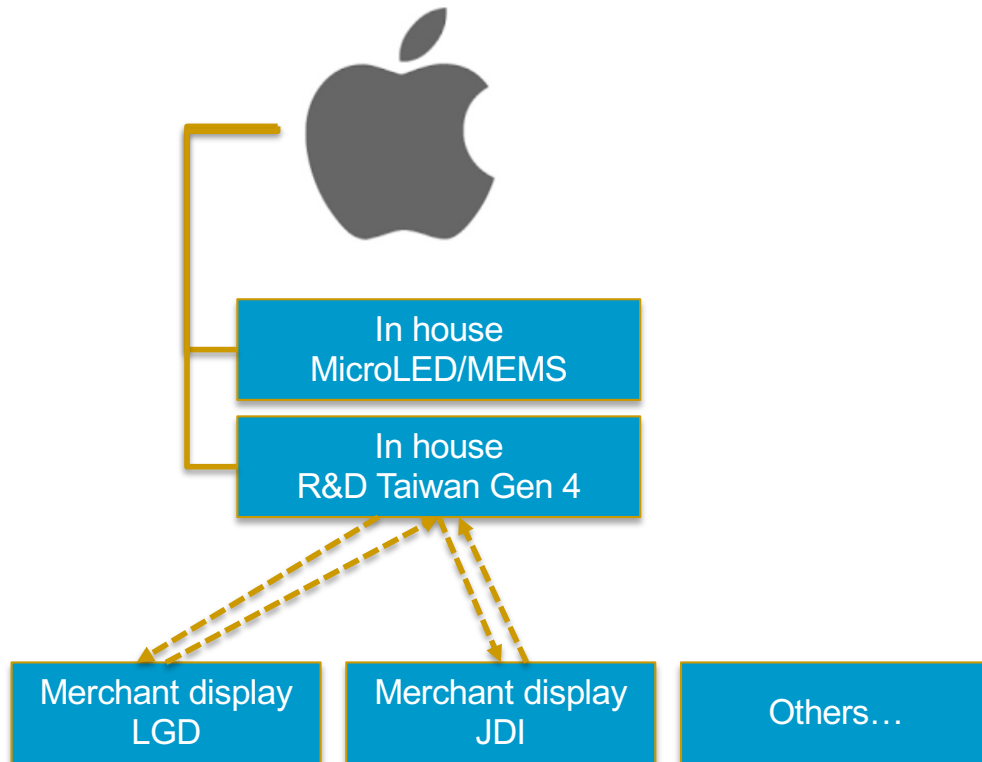 In house
MicroLED/MEMS
In house
R&D Taiwan Gen 4
Merchant display
LGD
Merchant display
JDI
Others…